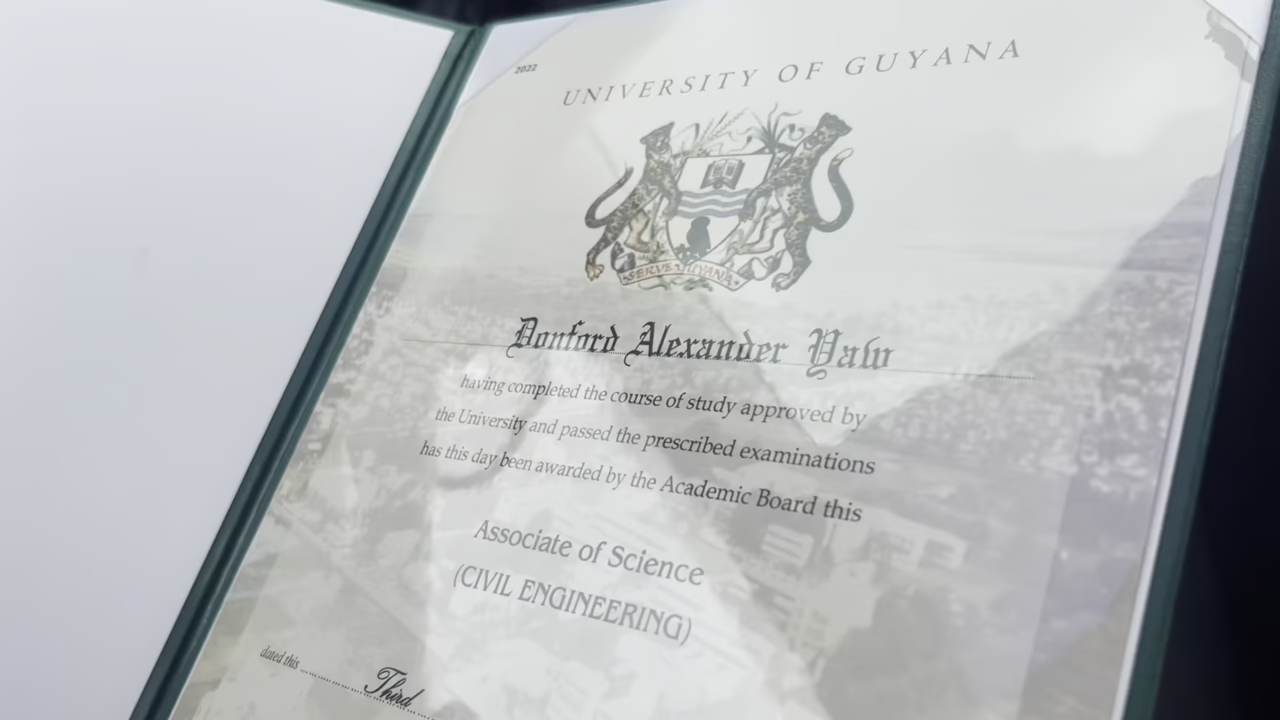 2022
UNIVERSITY OF GUYANA
SERVE GUYANA
Donford Alexander Yaw
having completed the course of study approved by
the University and passed the prescribed examinations
has this day been awarded by the Academic Board this
Associate of Science
(CIVIL ENGINEERING)
dated this .................. Third